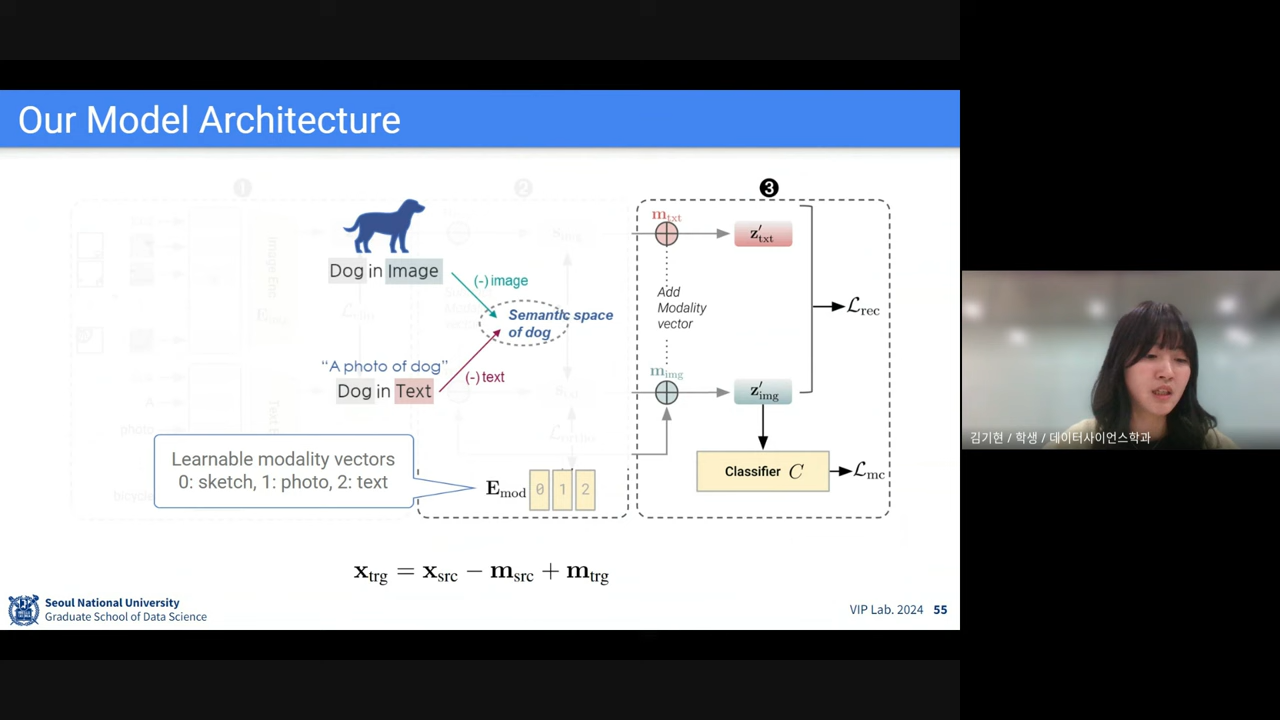 Our Model Architecture
❶
❷
❸
Dog in Image
(-) image
Semantic space
of dog
"A photo of dog"
Dog in Text
(-) text
Learnable modality vectors
0: sketch, 1: photo, 2: text
E_mod 0 1 2
m_txt
z'_txt
Add
Modality
vector
m_img
z'_img
L_rec
Classifier C
L_mc
x_trg = x_src − m_src + m_trg
Seoul National University
Graduate School of Data Science
VIP Lab. 2024 55
김기현 / 학생 / 데이터사이언스학과